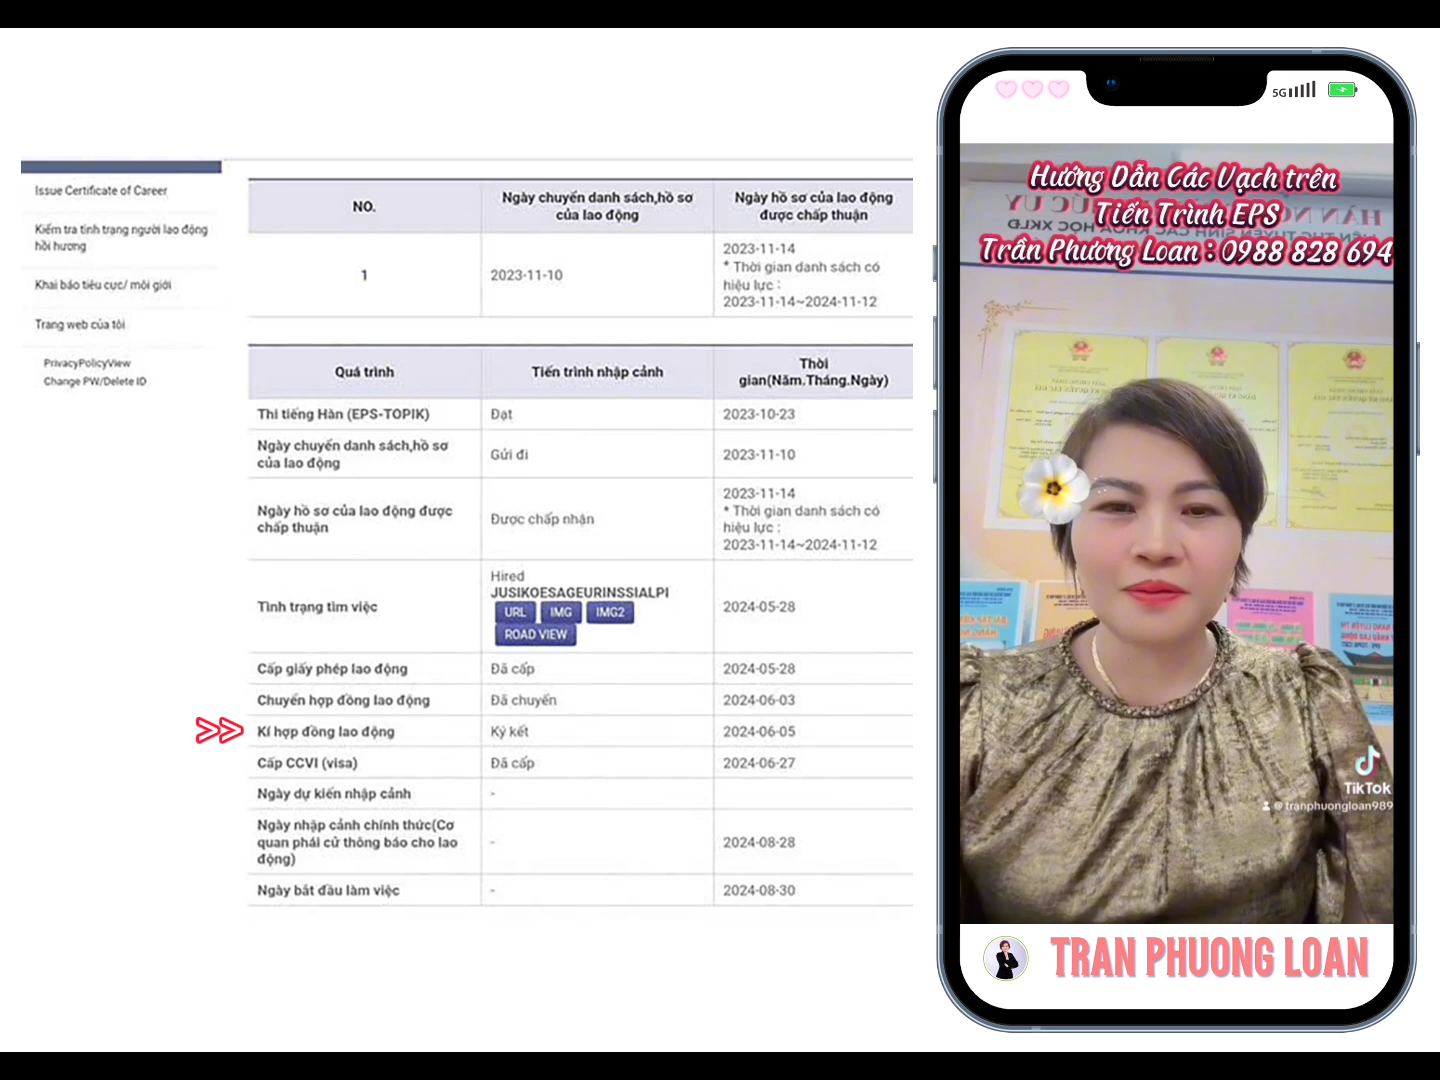 Issue Certificate of Career
Kiểm tra tình trạng người lao động
hồi hương
Khai báo tiêu cực/ môi giới
Trang web của tôi
PrivacyPolicyView
Change PW/Delete ID
NO.
Ngày chuyển danh sách,hồ sơ
của lao động
Ngày hồ sơ của lao động
được chấp thuận
1
2023-11-10
2023-11-14
* Thời gian danh sách có
hiệu lực :
2023-11-14~2024-11-12
Quá trình
Tiến trình nhập cảnh
Thời
gian(Năm.Tháng.Ngày)
Thi tiếng Hàn (EPS-TOPIK)
Đạt
2023-10-23
Ngày chuyển danh sách,hồ sơ
của lao động
Gửi đi
2023-11-10
Ngày hồ sơ của lao động được
chấp thuận
Được chấp nhận
2023-11-14
* Thời gian danh sách có
hiệu lực :
2023-11-14~2024-11-12
Tình trạng tìm việc
Hired
JUSIKOESAGEURINSSIALPI
URL IMG IMG2
ROAD VIEW
2024-05-28
Cấp giấy phép lao động
Đã cấp
2024-05-28
Chuyển hợp đồng lao động
Đã chuyển
2024-06-03
Kí hợp đồng lao động
Ký kết
2024-06-05
Cấp CCVI (visa)
Đã cấp
2024-06-27
Ngày dự kiến nhập cảnh
-
Ngày nhập cảnh chính thức(Cơ
quan phái cử thông báo cho lao
động)
-
2024-08-28
Ngày bắt đầu làm việc
-
2024-08-30
5G
Hướng Dẫn Các Vạch trên
Tiến Trình EPS
Trần Phương Loan : 0988 828 694
TikTok
@tranphuongloan989
TRAN PHUONG LOAN